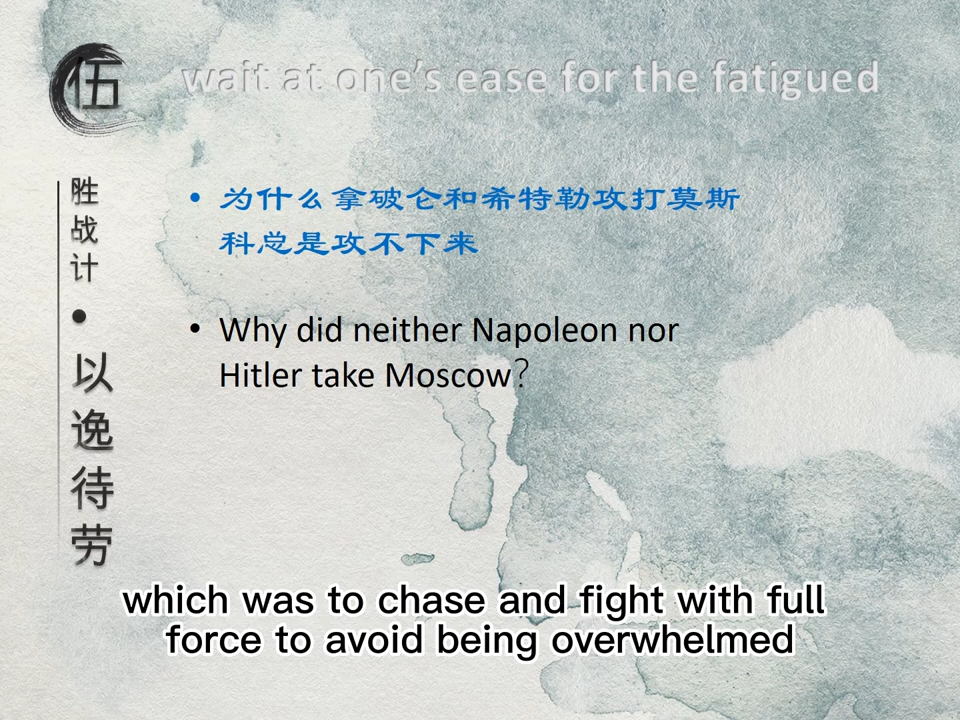 伍
wait at one's ease for the fatigued
胜战计•以逸待劳
• 为什么拿破仑和希特勒攻打莫斯
科总是攻不下来
• Why did neither Napoleon nor
Hitler take Moscow?
which was to chase and fight with full
force to avoid being overwhelmed